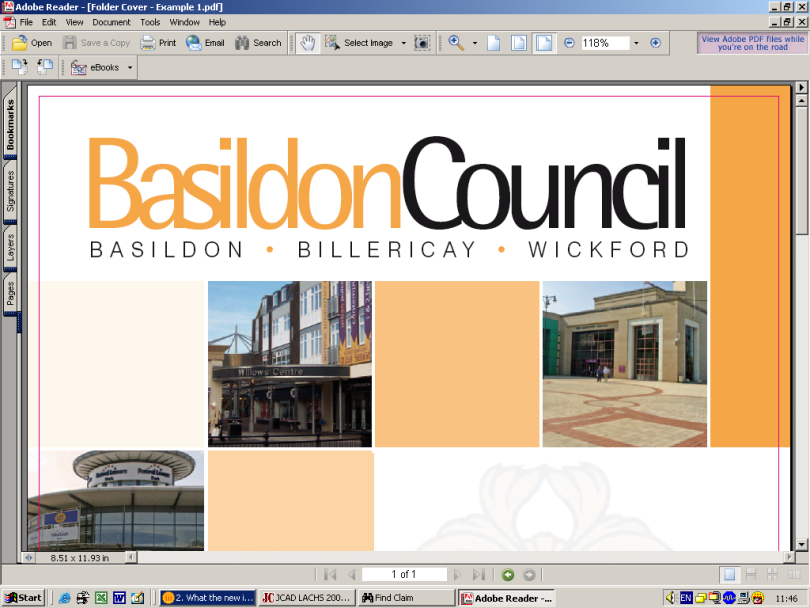 Adobe Reader - [Folder Cover - Example 1.pdf]
File Edit View Document Tools Window Help
Open Save a Copy Print Email Search Select Image 118% View Adobe PDF files while
you're on the road
eBooks
Bookmarks
Signatures
Layers
Pages
BasildonCouncil
BASILDON • BILLERICAY • WICKFORD
Willows Centre
8.51 x 11.93 in
1 of 1
Start 2. What the new i... JCAD LACHS 200... Find Claim Adobe Reader -... EN 11:46